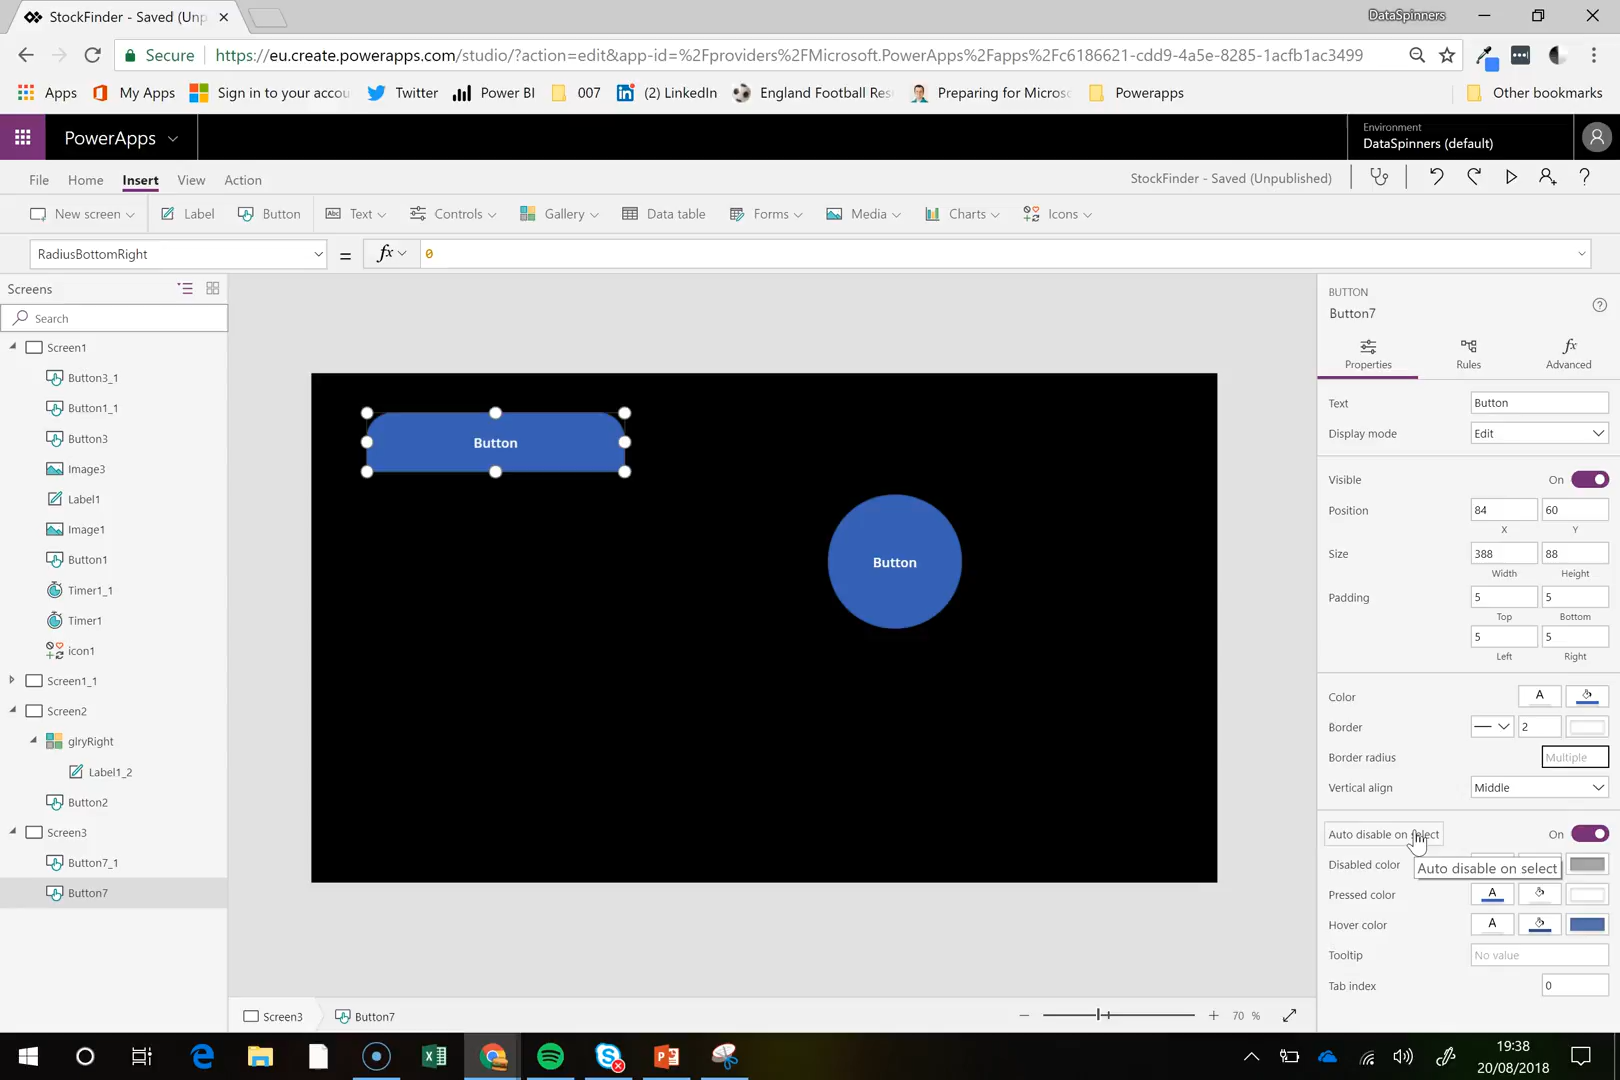 StockFinder - Saved (Unp
DataSpinners
Secure
https://eu.create.powerapps.com/studio/?action=edit&app-id=%2Fproviders%2FMicrosoft.PowerApps%2Fapps%2Fc6186621-cdd9-4a5e-8285-1acfb1ac3499
Apps
My Apps
Sign in to your accou
Twitter
Power BI
007
(2) LinkedIn
England Football Res
Preparing for Micros
Powerapps
Other bookmarks
PowerApps
Environment
DataSpinners (default)
File
Home
Insert
View
Action
StockFinder - Saved (Unpublished)
New screen
Label
Button
Text
Controls
Gallery
Data table
Forms
Media
Charts
Icons
RadiusBottomRight
=
fx
0
Screens
Search
Screen1
Button3_1
Button1_1
Button3
Image3
Label1
Image1
Button1
Timer1_1
Timer1
icon1
Screen1_1
Screen2
glryRight
Label1_2
Button2
Screen3
Button7_1
Button7
Button
Button
BUTTON
Button7
Properties
Rules
Advanced
Text
Button
Display mode
Edit
Visible
On
Position
84
60
X
Y
Size
388
88
Width
Height
Padding
5
5
Top
Bottom
5
5
Left
Right
Color
A
Border
2
Border radius
Multiple
Vertical align
Middle
Auto disable on select
On
Disabled color
Auto disable on select
Pressed color
A
Hover color
A
Tooltip
No value
Tab index
0
Screen3
Button7
70 %
19:38
20/08/2018